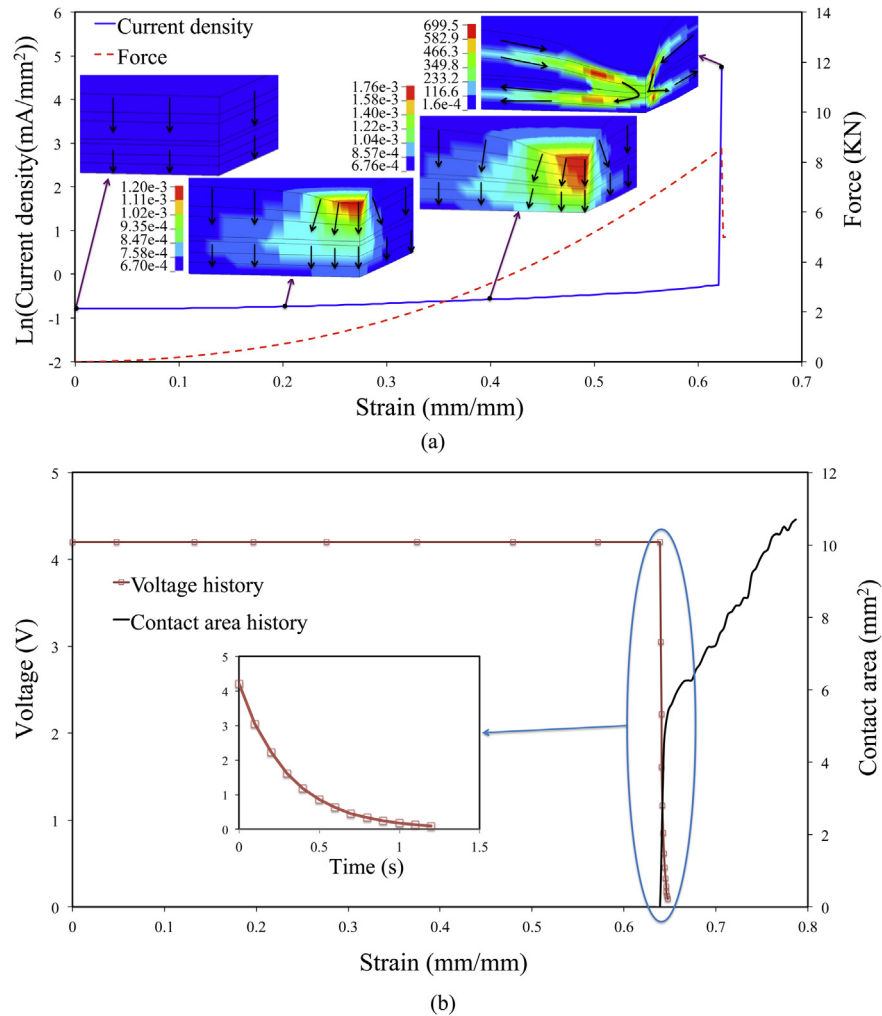 Current density
Force
Ln(Current density(mA/mm²))
6
5
4
3
2
1
0
-1
-2
699.5
582.9
466.3
349.8
233.2
116.6
1.6e-4
1.76e-3
1.58e-3
1.40e-3
1.22e-3
1.04e-3
8.57e-4
6.76e-4
1.20e-3
1.11e-3
1.02e-3
9.35e-4
8.47e-4
7.58e-4
6.70e-4
14
12
10
8
6
4
2
0
Force (KN)
0 0.1 0.2 0.3 0.4 0.5 0.6 0.7
Strain (mm/mm)
(a)
Voltage (V)
5
4
3
2
1
0
Voltage history
Contact area history
5
4
3
2
1
0
0 0.5 1 1.5
Time (s)
12
10
8
6
4
2
0
Contact area (mm²)
0 0.1 0.2 0.3 0.4 0.5 0.6 0.7 0.8
Strain (mm/mm)
(b)